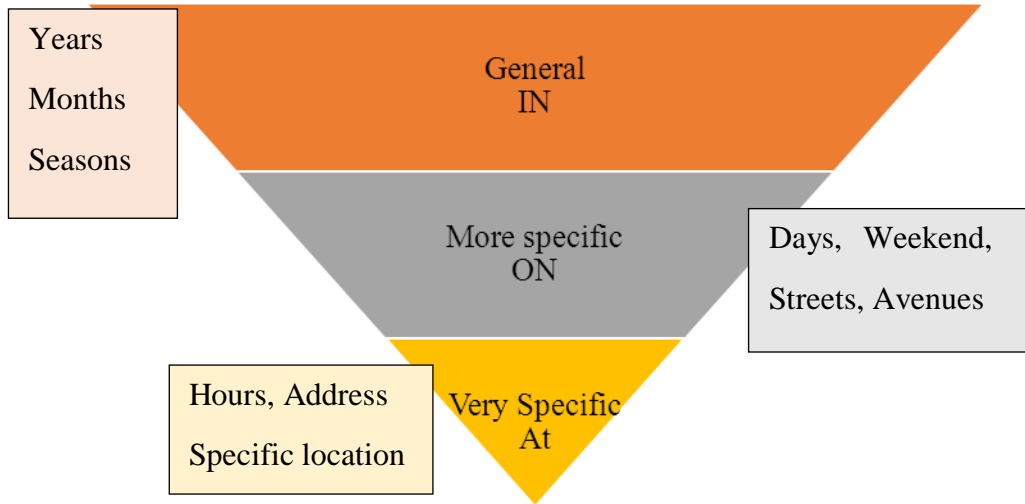 Years
Months
Seasons
General
IN
More specific
ON
Days, Weekend,
Streets, Avenues
Hours, Address
Specific location
Very Specific
At